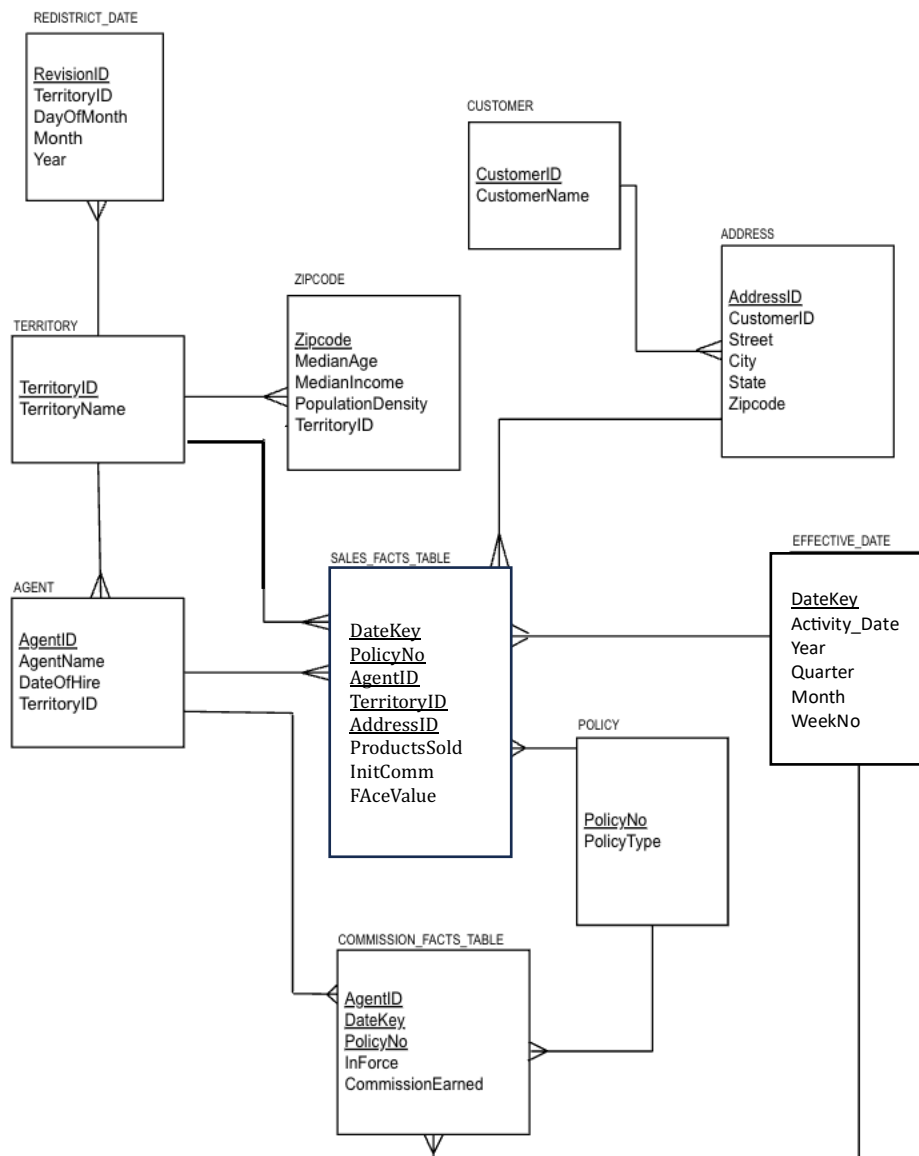 REDISTRICT_DATE
RevisionID
TerritoryID
DayOfMonth
Month
Year
CUSTOMER
CustomerID
CustomerName
ADDRESS
AddressID
CustomerID
Street
City
State
Zipcode
ZIPCODE
Zipcode
MedianAge
MedianIncome
PopulationDensity
TerritoryID
TERRITORY
TerritoryID
TerritoryName
AGENT
AgentID
AgentName
DateOfHire
TerritoryID
SALES_FACTS_TABLE
DateKey
PolicyNo
AgentID
TerritoryID
AddressID
ProductsSold
InitComm
FAceValue
EFFECTIVE_DATE
DateKey
Activity_Date
Year
Quarter
Month
WeekNo
POLICY
PolicyNo
PolicyType
COMMISSION_FACTS_TABLE
AgentID
DateKey
PolicyNo
InForce
CommissionEarned